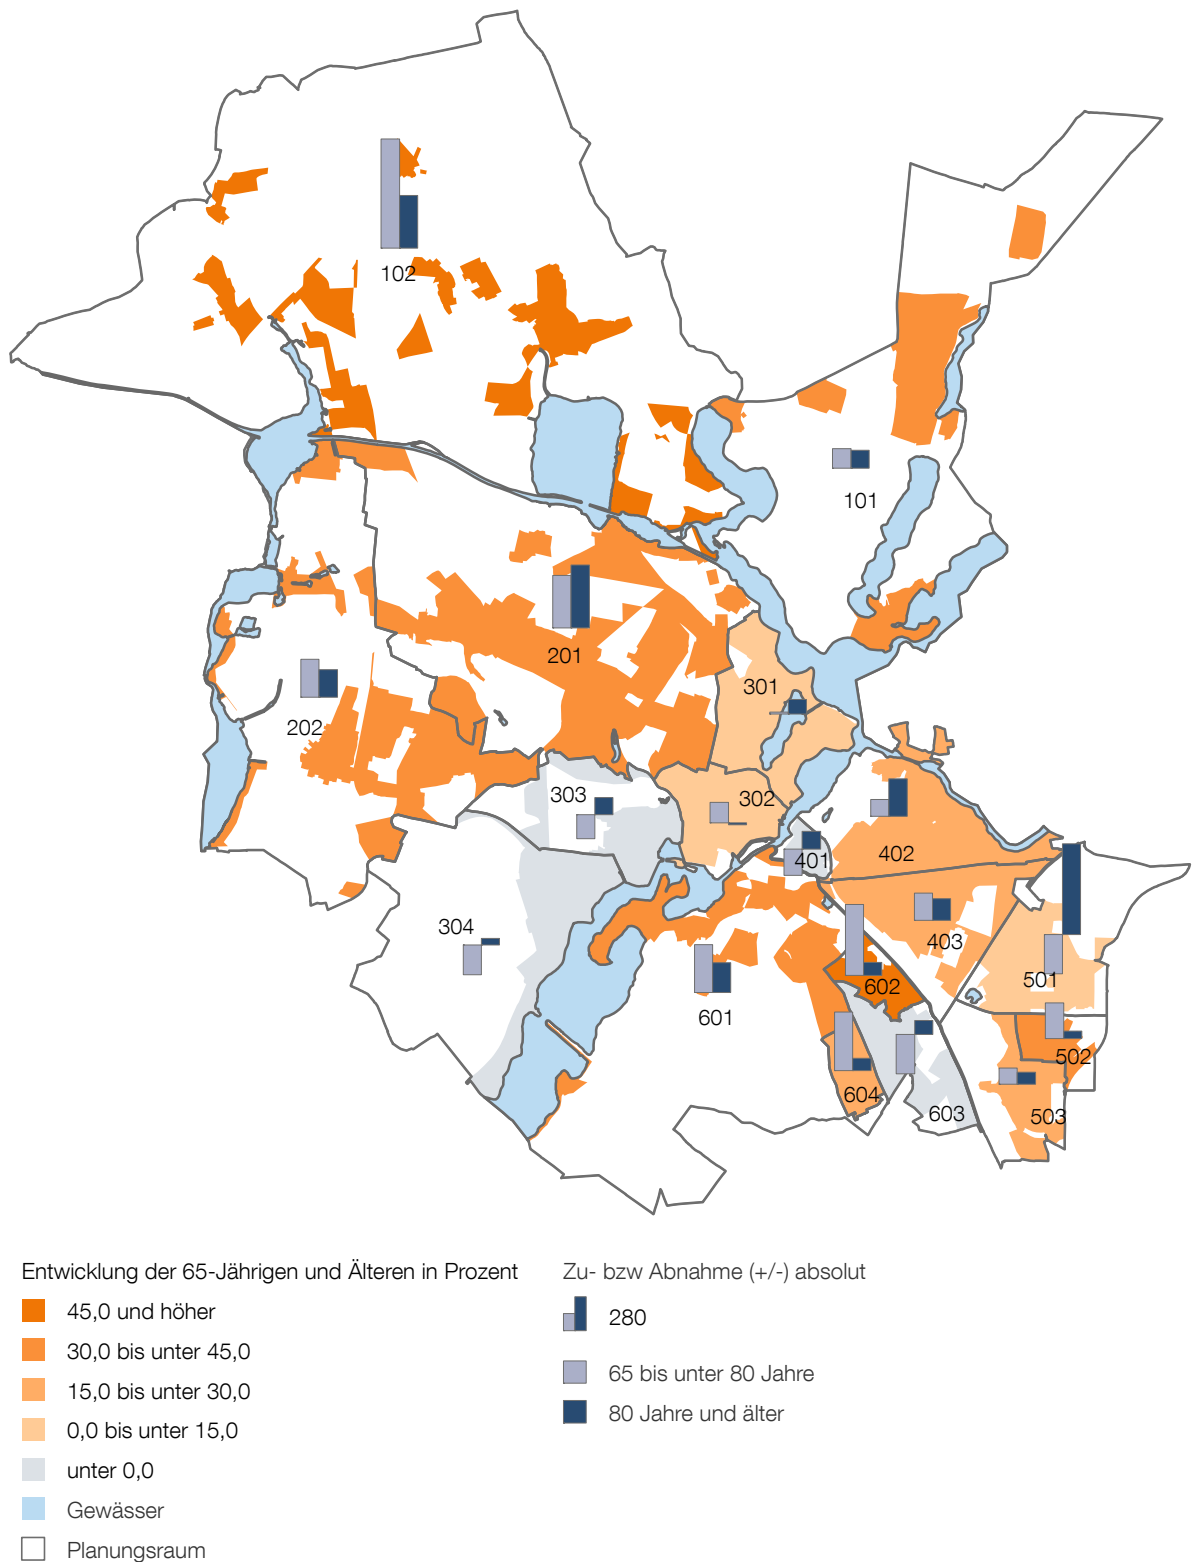 102
101
201
301
202
303
302
401
402
304
403
501
602
601
502
604
603
503
Entwicklung der 65-Jährigen und Älteren in Prozent
45,0 und höher
30,0 bis unter 45,0
15,0 bis unter 30,0
0,0 bis unter 15,0
unter 0,0
Gewässer
Planungsraum
Zu- bzw Abnahme (+/-) absolut
280
65 bis unter 80 Jahre
80 Jahre und älter